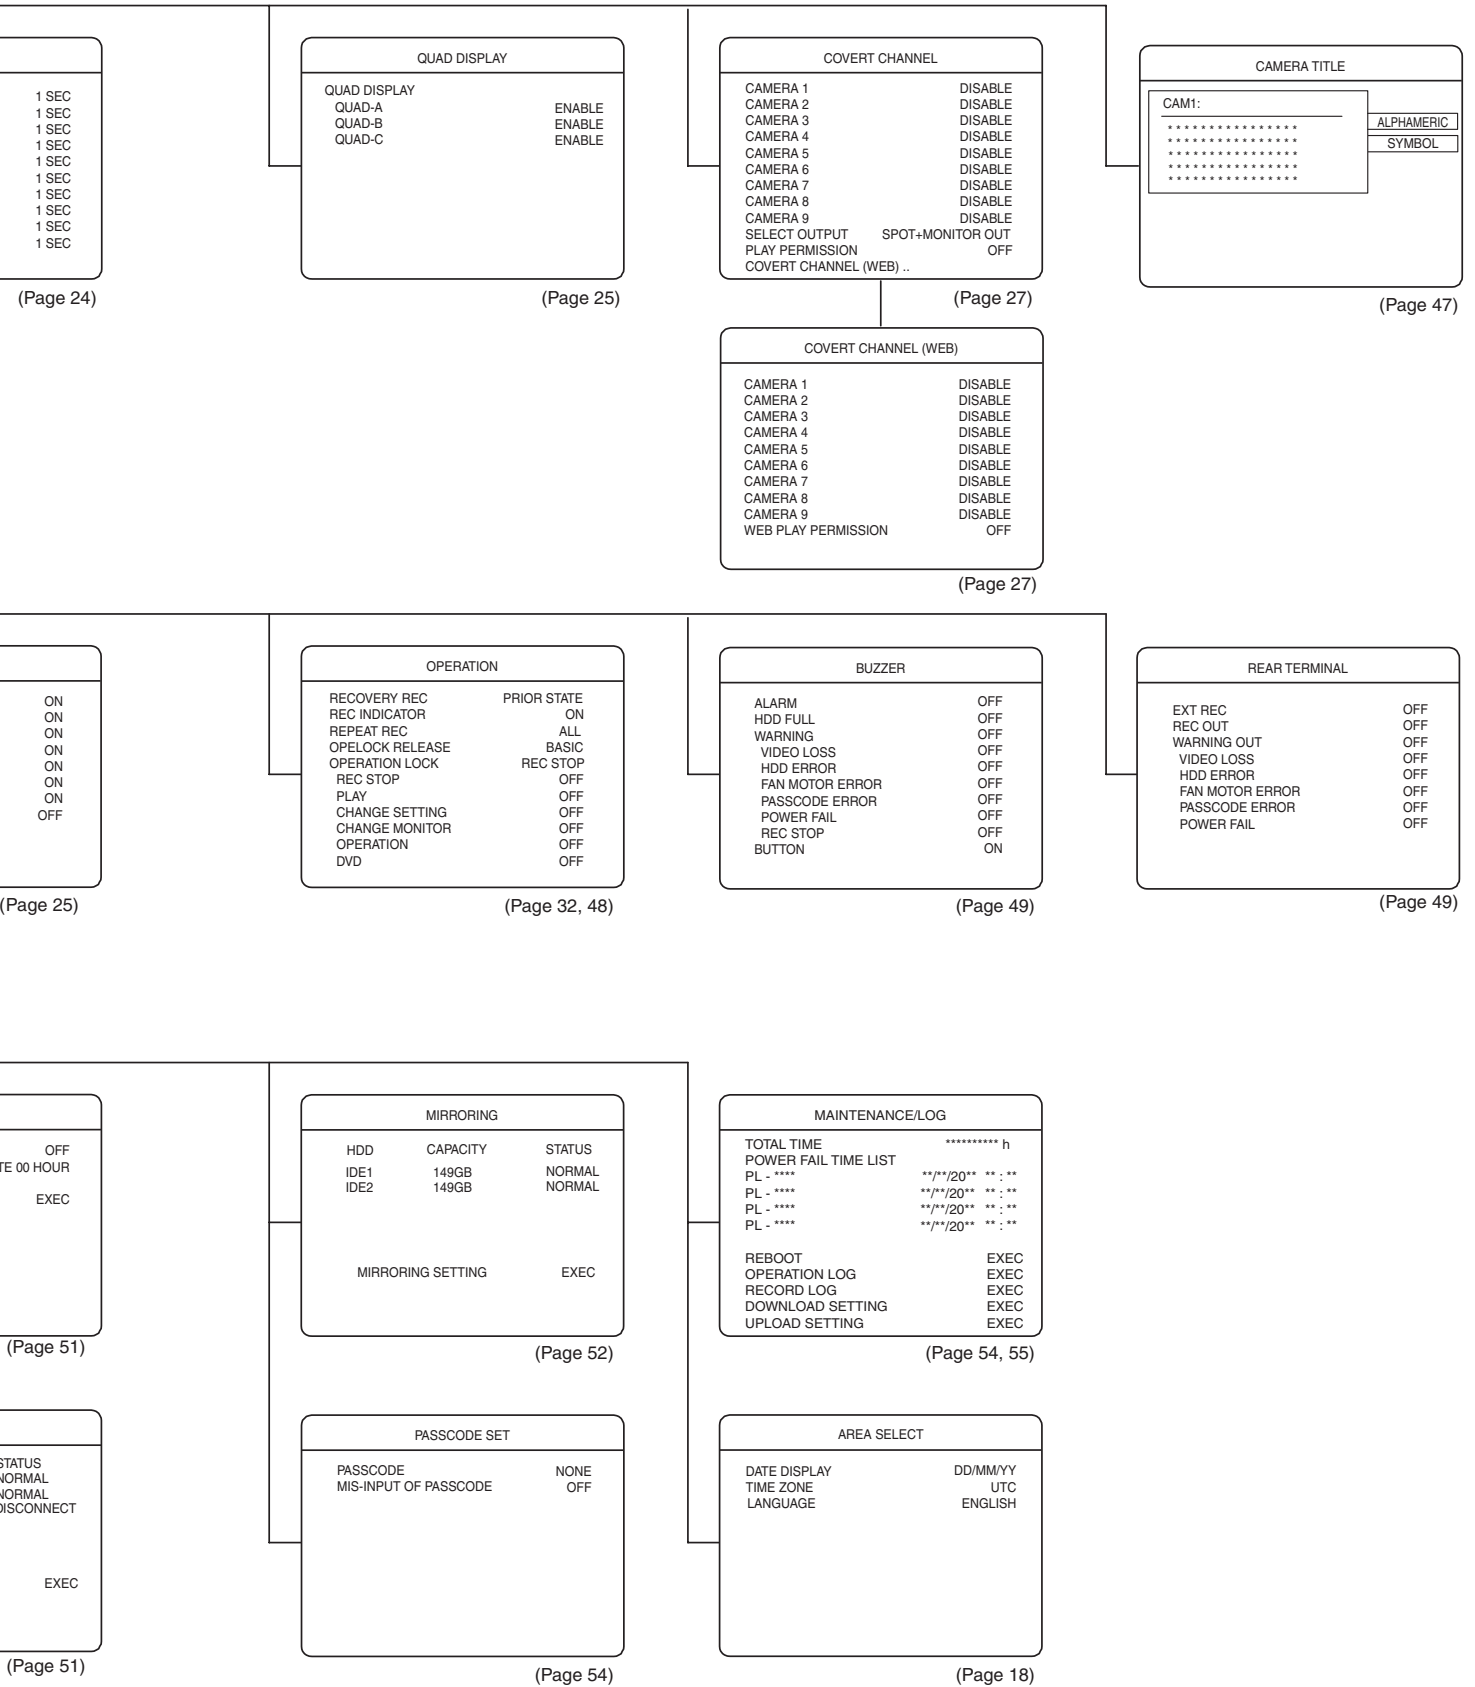 1 SEC
1 SEC
1 SEC
1 SEC
1 SEC
1 SEC
1 SEC
1 SEC
1 SEC
1 SEC
(Page 24)
QUAD DISPLAY
QUAD DISPLAY
QUAD-A ENABLE
QUAD-B ENABLE
QUAD-C ENABLE
(Page 25)
COVERT CHANNEL
CAMERA 1 DISABLE
CAMERA 2 DISABLE
CAMERA 3 DISABLE
CAMERA 4 DISABLE
CAMERA 5 DISABLE
CAMERA 6 DISABLE
CAMERA 7 DISABLE
CAMERA 8 DISABLE
CAMERA 9 DISABLE
SELECT OUTPUT SPOT+MONITOR OUT
PLAY PERMISSION OFF
COVERT CHANNEL (WEB) ..
(Page 27)
CAMERA TITLE
CAM1:
* * * * * * * * * * * * * * * *
* * * * * * * * * * * * * * * *
* * * * * * * * * * * * * * * *
* * * * * * * * * * * * * * * *
* * * * * * * * * * * * * * * *
ALPHAMERIC
SYMBOL
(Page 47)
COVERT CHANNEL (WEB)
CAMERA 1 DISABLE
CAMERA 2 DISABLE
CAMERA 3 DISABLE
CAMERA 4 DISABLE
CAMERA 5 DISABLE
CAMERA 6 DISABLE
CAMERA 7 DISABLE
CAMERA 8 DISABLE
CAMERA 9 DISABLE
WEB PLAY PERMISSION OFF
(Page 27)
ON
ON
ON
ON
ON
ON
ON
OFF
(Page 25)
OPERATION
RECOVERY REC PRIOR STATE
REC INDICATOR ON
REPEAT REC ALL
OPELOCK RELEASE BASIC
OPERATION LOCK REC STOP
REC STOP OFF
PLAY OFF
CHANGE SETTING OFF
CHANGE MONITOR OFF
OPERATION OFF
DVD OFF
(Page 32, 48)
BUZZER
ALARM OFF
HDD FULL OFF
WARNING OFF
VIDEO LOSS OFF
HDD ERROR OFF
FAN MOTOR ERROR OFF
PASSCODE ERROR OFF
POWER FAIL OFF
REC STOP OFF
BUTTON ON
(Page 49)
REAR TERMINAL
EXT REC OFF
REC OUT OFF
WARNING OUT OFF
VIDEO LOSS OFF
HDD ERROR OFF
FAN MOTOR ERROR OFF
PASSCODE ERROR OFF
POWER FAIL OFF
(Page 49)
OFF
TE 00 HOUR
EXEC
(Page 51)
MIRRORING
HDD CAPACITY STATUS
IDE1 149GB NORMAL
IDE2 149GB NORMAL
MIRRORING SETTING EXEC
(Page 52)
MAINTENANCE/LOG
TOTAL TIME ********** h
POWER FAIL TIME LIST
PL - **** **/**/20** ** : **
PL - **** **/**/20** ** : **
PL - **** **/**/20** ** : **
PL - **** **/**/20** ** : **
REBOOT EXEC
OPERATION LOG EXEC
RECORD LOG EXEC
DOWNLOAD SETTING EXEC
UPLOAD SETTING EXEC
(Page 54, 55)
STATUS
NORMAL
NORMAL
DISCONNECT
EXEC
(Page 51)
PASSCODE SET
PASSCODE NONE
MIS-INPUT OF PASSCODE OFF
(Page 54)
AREA SELECT
DATE DISPLAY DD/MM/YY
TIME ZONE UTC
LANGUAGE ENGLISH
(Page 18)